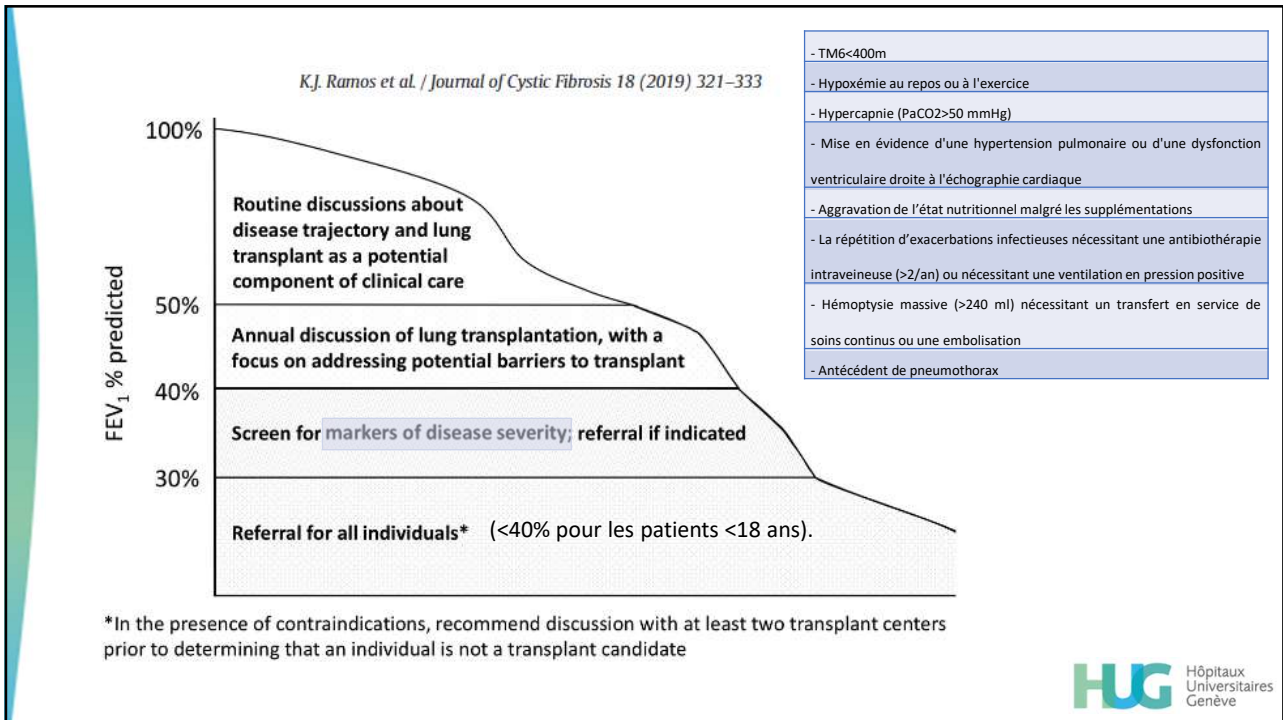 K.J. Ramos et al. / Journal of Cystic Fibrosis 18 (2019) 321–333
- TM6<400m
- Hypoxémie au repos ou à l'exercice
- Hypercapnie (PaCO2>50 mmHg)
- Mise en évidence d'une hypertension pulmonaire ou d'une dysfonction
ventriculaire droite à l'échographie cardiaque
- Aggravation de l'état nutritionnel malgré les supplémentations
- La répétition d'exacerbations infectieuses nécessitant une antibiothérapie
intraveineuse (>2/an) ou nécessitant une ventilation en pression positive
- Hémoptysie massive (>240 ml) nécessitant un transfert en service de
soins continus ou une embolisation
- Antécédent de pneumothorax
FEV1 % predicted
100%
Routine discussions about
disease trajectory and lung
transplant as a potential
component of clinical care
50%
Annual discussion of lung transplantation, with a
focus on addressing potential barriers to transplant
40%
Screen for markers of disease severity; referral if indicated
30%
Referral for all individuals* (<40% pour les patients <18 ans).
*In the presence of contraindications, recommend discussion with at least two transplant centers
prior to determining that an individual is not a transplant candidate
HUG
Hôpitaux
Universitaires
Genève